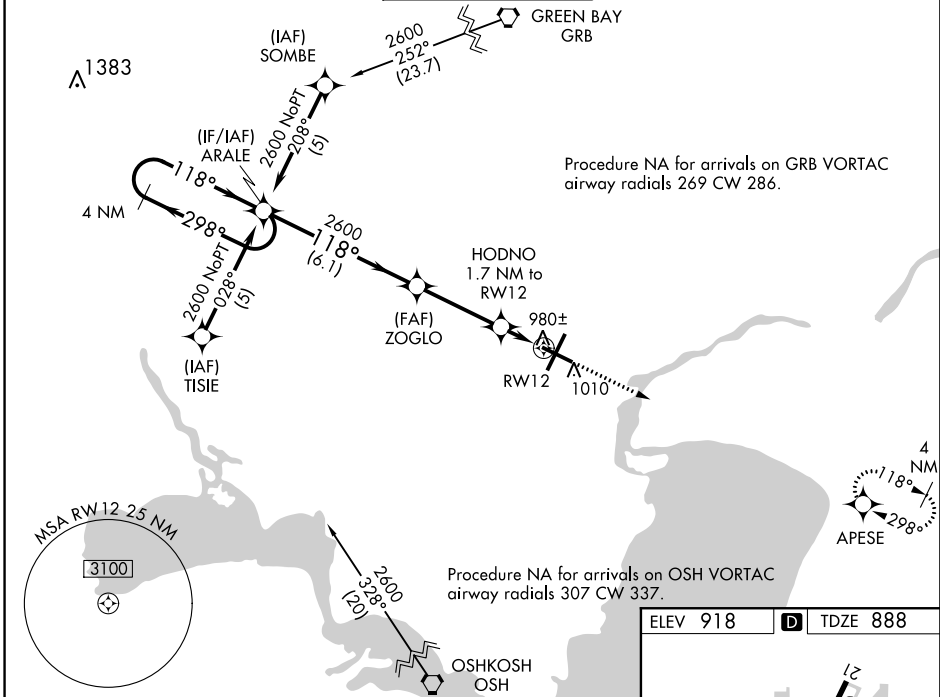 GREEN BAY
GRB
2600
252°
(23.7)
(IAF)
SOMBE
1383
2600 NoPT
208°
(5)
(IF/IAF)
ARALE
118°
4 NM
298°
Procedure NA for arrivals on GRB VORTAC
airway radials 269 CW 286.
2600
118°
(6.1)
2600 NoPT
028°
(5)
HODNO
1.7 NM to
RW12
(FAF)
ZOGLO
980±
(IAF)
TISIE
RW12
1010
4
NM
118°
298°
APESE
MSA RW12 25 NM
3100
2600
328°
(20)
Procedure NA for arrivals on OSH VORTAC
airway radials 307 CW 337.
OSHKOSH
OSH
ELEV 918 D TDZE 888
21